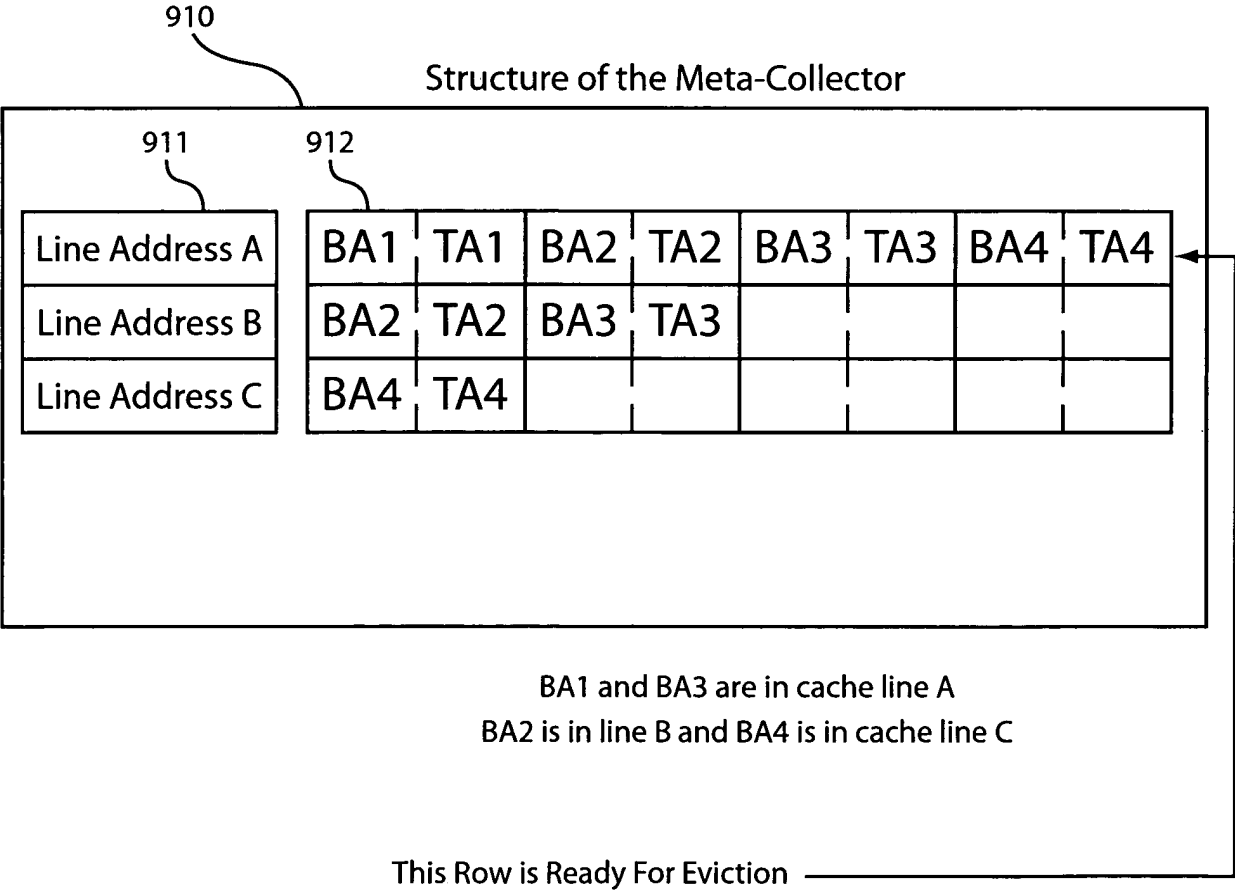 910
Structure of the Meta-Collector
911
912
Line Address A BA1 TA1 BA2 TA2 BA3 TA3 BA4 TA4
Line Address B BA2 TA2 BA3 TA3
Line Address C BA4 TA4
BA1 and BA3 are in cache line A
BA2 is in line B and BA4 is in cache line C
This Row is Ready For Eviction